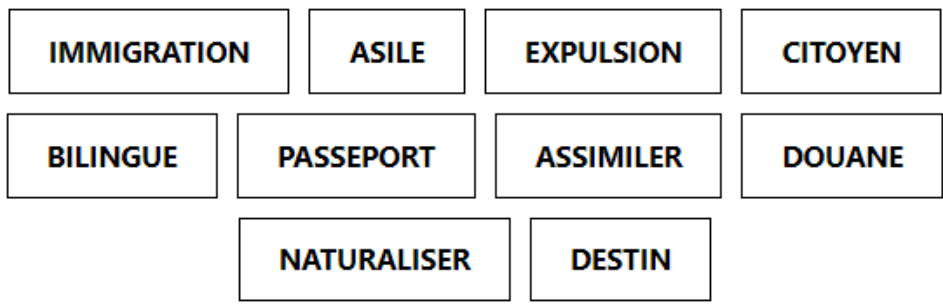 IMMIGRATION ASILE EXPULSION CITOYEN
BILINGUE PASSEPORT ASSIMILER DOUANE
NATURALISER DESTIN